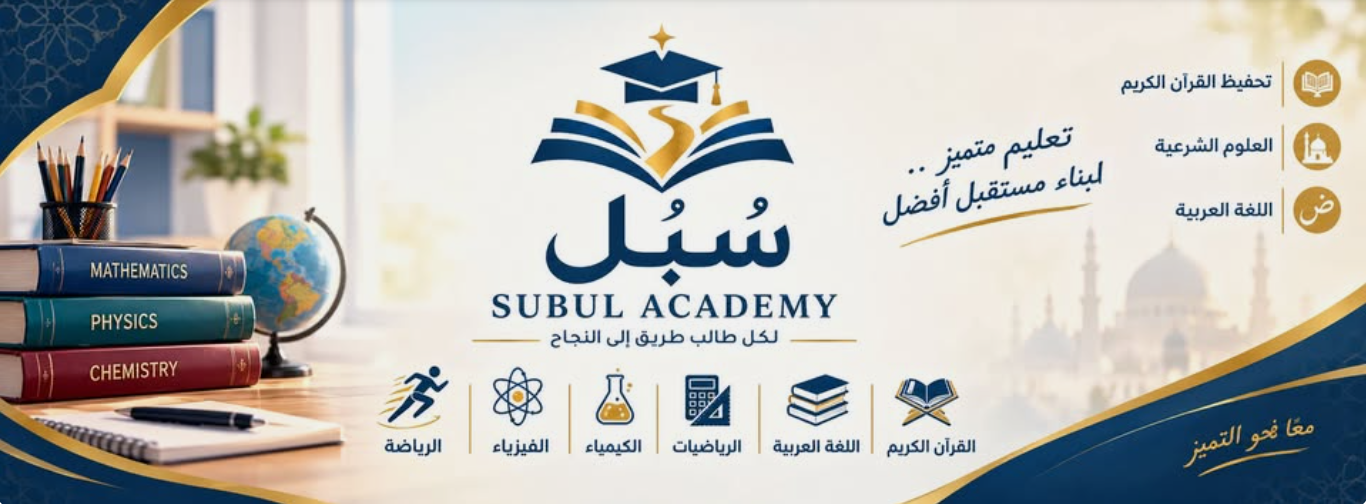 سُبُل
SUBUL ACADEMY
لكل طالب طريق إلى النجاح
تعليم متميز ..
لبناء مستقبل أفضل
تحفيظ القرآن الكريم
العلوم الشرعية
اللغة العربية
ض
MATHEMATICS
PHYSICS
CHEMISTRY
القرآن الكريم
اللغة العربية
الرياضيات
الكيمياء
الفيزياء
الرياضة
معًا نحو التميز